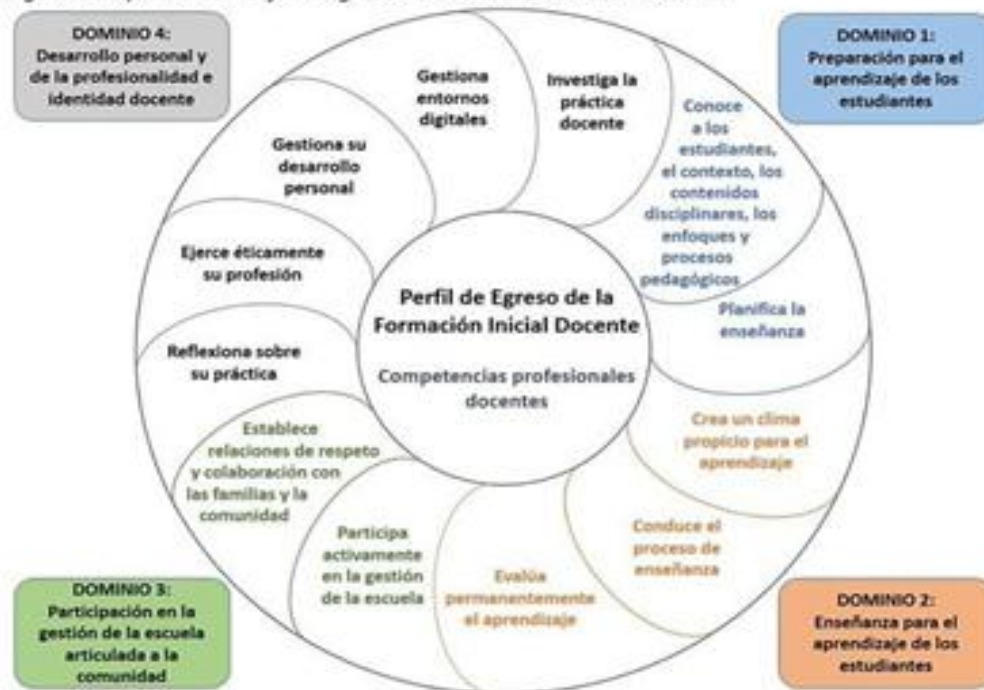 DOMINIO 4:
Desarrollo personal y
de la profesionalidad e
identidad docente
DOMINIO 1:
Preparación para el
aprendizaje de los
estudiantes
Gestiona
entornos
digitales
Investiga la
práctica
docente
Conoce
a los
estudiantes,
el contexto, los
contenidos
disciplinares, los
enfoques y
procesos
pedagógicos
Gestiona su
desarrollo
personal
Ejerce éticamente
su profesión
Planifica la
enseñanza
Perfil de Egreso de la
Formación Inicial Docente
Competencias profesionales
docentes
Reflexiona sobre
su práctica
Crea un clima
propicio para el
aprendizaje
Establece
relaciones de respeto
y colaboración con
las familias y la
comunidad
Conduce el
proceso de
enseñanza
Participa
activamente
en la gestión
de la escuela
Evalúa
permanentemente
el aprendizaje
DOMINIO 3:
Participación en la
gestión de la escuela
articulada a la
comunidad
DOMINIO 2:
Enseñanza para el
aprendizaje de los
estudiantes